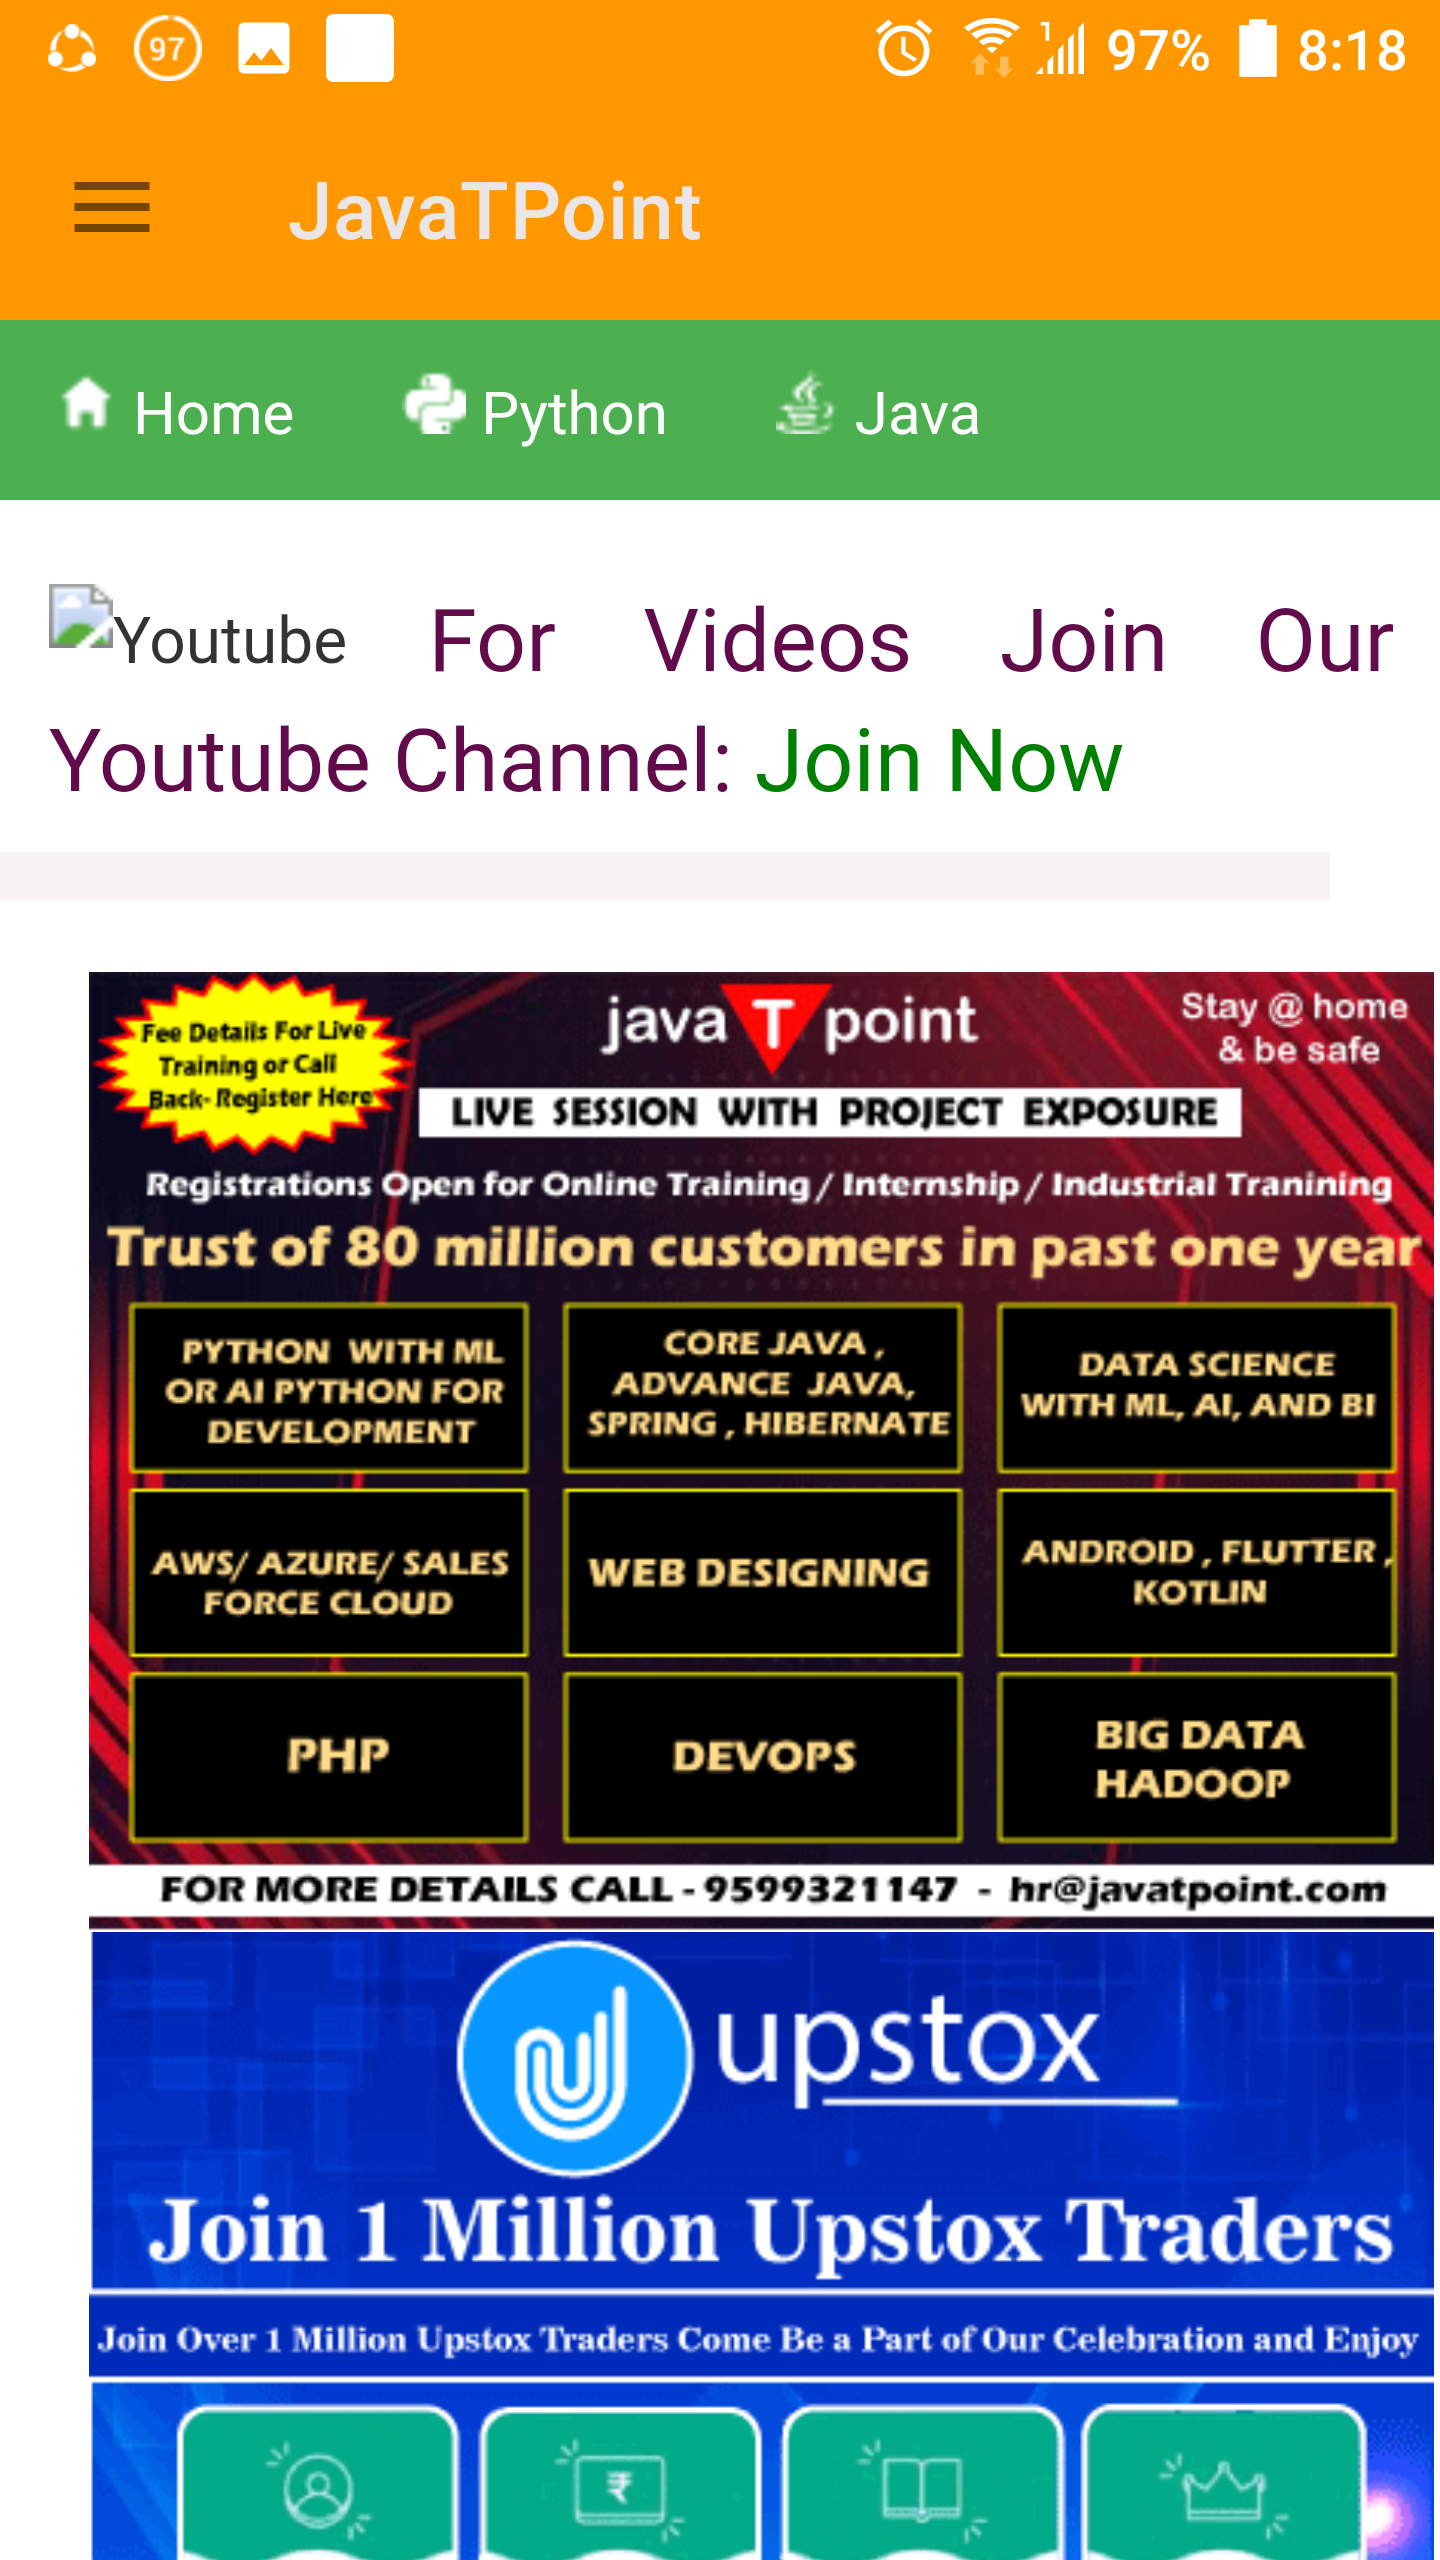 97 1 97% 8:18
JavaTPoint
Home Python Java
Youtube For Videos Join Our
Youtube Channel: Join Now
Fee Details For Live
Training or Call
Back- Register Here
java T point
Stay @ home
& be safe
LIVE SESSION WITH PROJECT EXPOSURE
Registrations Open for Online Training / Internship / Industrial Tranining
Trust of 80 million customers in past one year
PYTHON WITH ML
OR AI PYTHON FOR
DEVELOPMENT
CORE JAVA ,
ADVANCE JAVA,
SPRING , HIBERNATE
DATA SCIENCE
WITH ML, AI, AND BI
AWS/ AZURE/ SALES
FORCE CLOUD
WEB DESIGNING
ANDROID , FLUTTER ,
KOTLIN
PHP
DEVOPS
BIG DATA
HADOOP
FOR MORE DETAILS CALL - 9599321147 - hr@javatpoint.com
upstox
Join 1 Million Upstox Traders
Join Over 1 Million Upstox Traders Come Be a Part of Our Celebration and Enjoy
₹